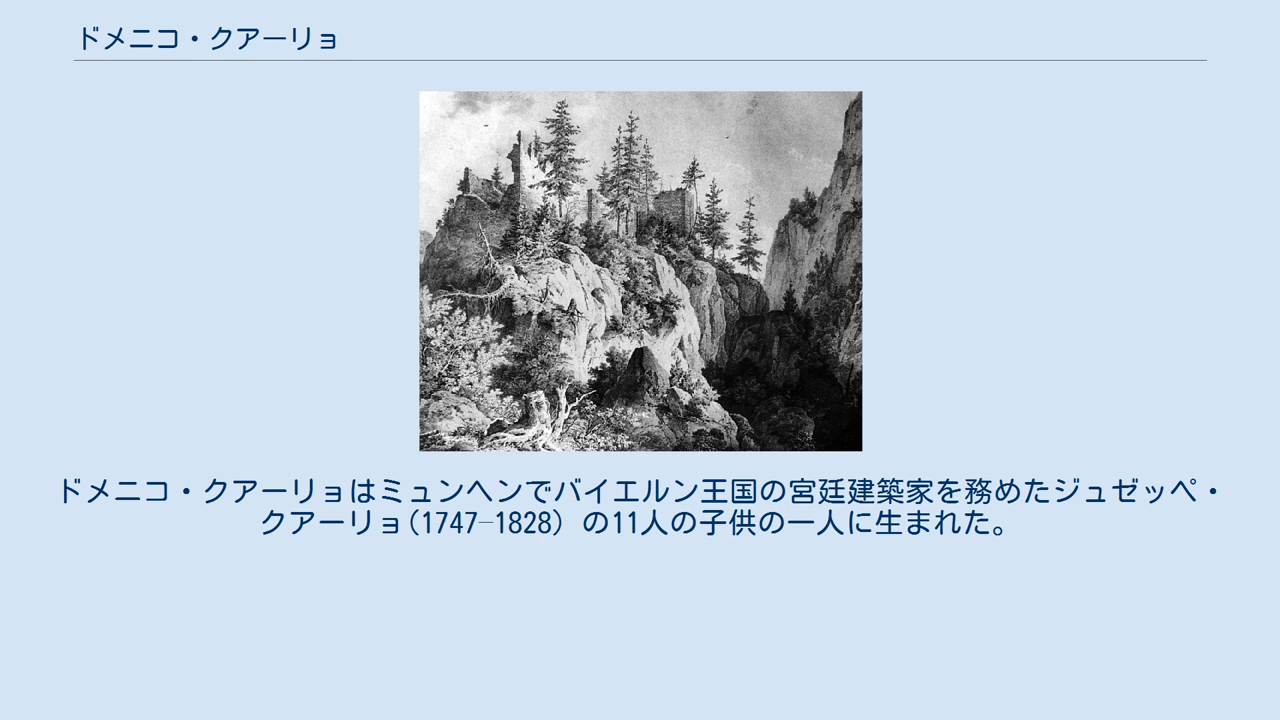 ドメニコ・クアーリョ
ドメニコ・クアーリョはミュンヘンでバイエルン王国の宮廷建築家を務めたジュゼッペ・
クアーリョ(1747–1828）の11人の子供の一人に生まれた。